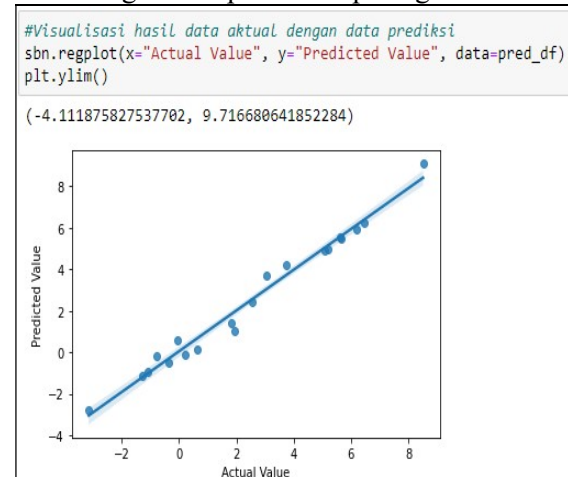 #Visualisasi hasil data aktual dengan data prediksi
sbn.regplot(x="Actual Value", y="Predicted Value", data=pred_df)
plt.ylim()
(-4.111875827537702, 9.716680641852284)
8
6
4
2
0
−2
−4
Predicted Value
−2 0 2 4 6 8
Actual Value